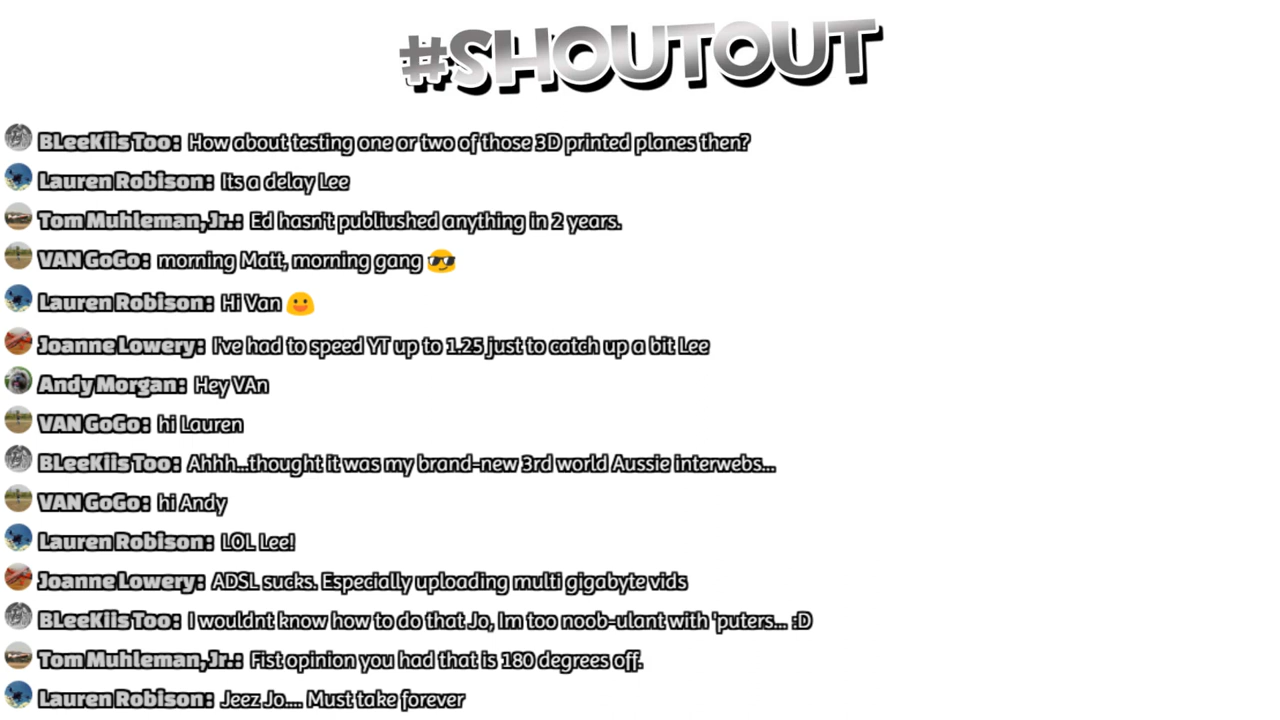 #SHOUTOUT
BLeeKiis Too: How about testing one or two of those 3D printed planes then?
Lauren Robison: Its a delay Lee
Tom Muhleman, Jr.: Ed hasn't publiushed anything in 2 years.
VAN GoGo: morning Matt, morning gang 😎
Lauren Robison: Hi Van 😃
Joanne Lowery: I've had to speed YT up to 1.25 just to catch up a bit Lee
Andy Morgan: Hey VAn
VAN GoGo: hi Lauren
BLeeKiis Too: Ahhh...thought it was my brand-new 3rd world Aussie interwebs...
VAN GoGo: hi Andy
Lauren Robison: LOL Lee!
Joanne Lowery: ADSL sucks. Especially uploading multi gigabyte vids
BLeeKiis Too: I wouldnt know how to do that Jo, Im too noob-ulant with 'puters... :D
Tom Muhleman, Jr.: Fist opinion you had that is 180 degrees off.
Lauren Robison: Jeez Jo.... Must take forever